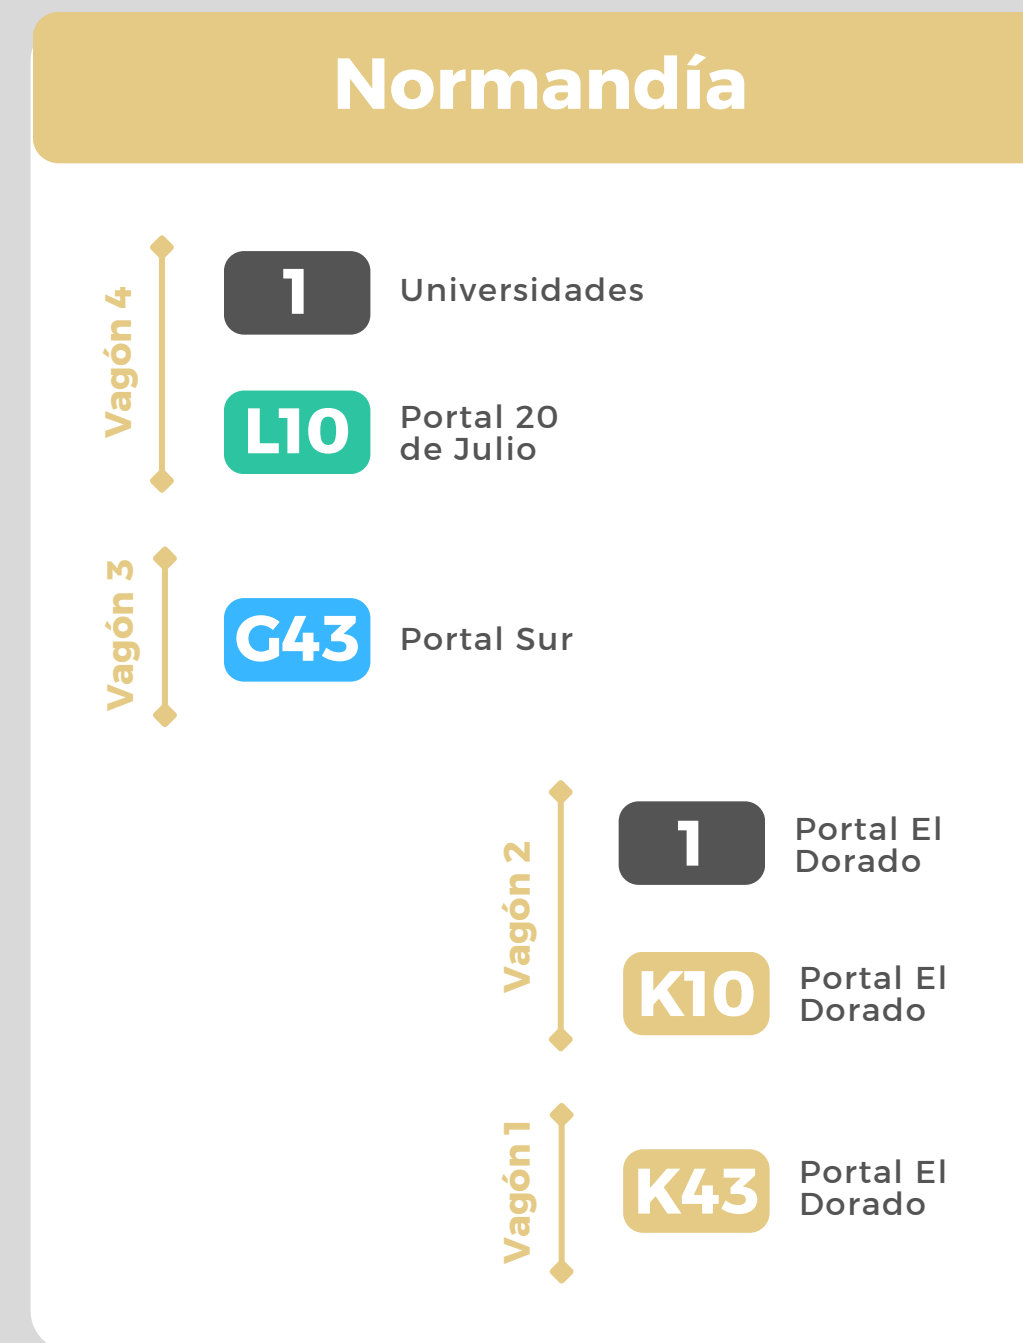 Normandía
Vagón 4
1
Universidades
L10
Portal 20
de Julio
Vagón 3
G43
Portal Sur
Vagón 2
1
Portal El
Dorado
K10
Portal El
Dorado
Vagón 1
K43
Portal El
Dorado